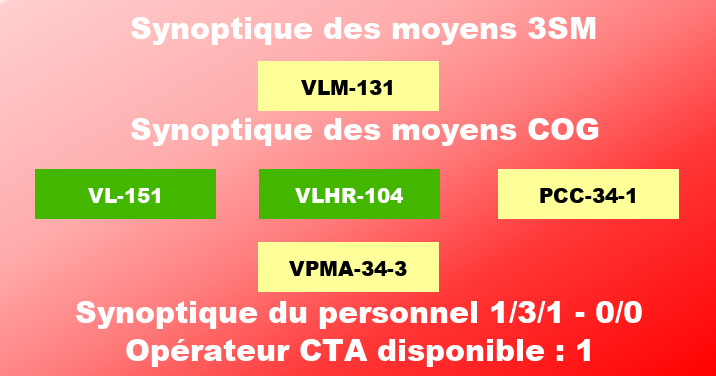 Synoptique des moyens 3SM
VLM-131
Synoptique des moyens COG
VL-151 VLHR-104 PCC-34-1
VPMA-34-3
Synoptique du personnel 1/3/1 - 0/0
Opérateur CTA disponible : 1